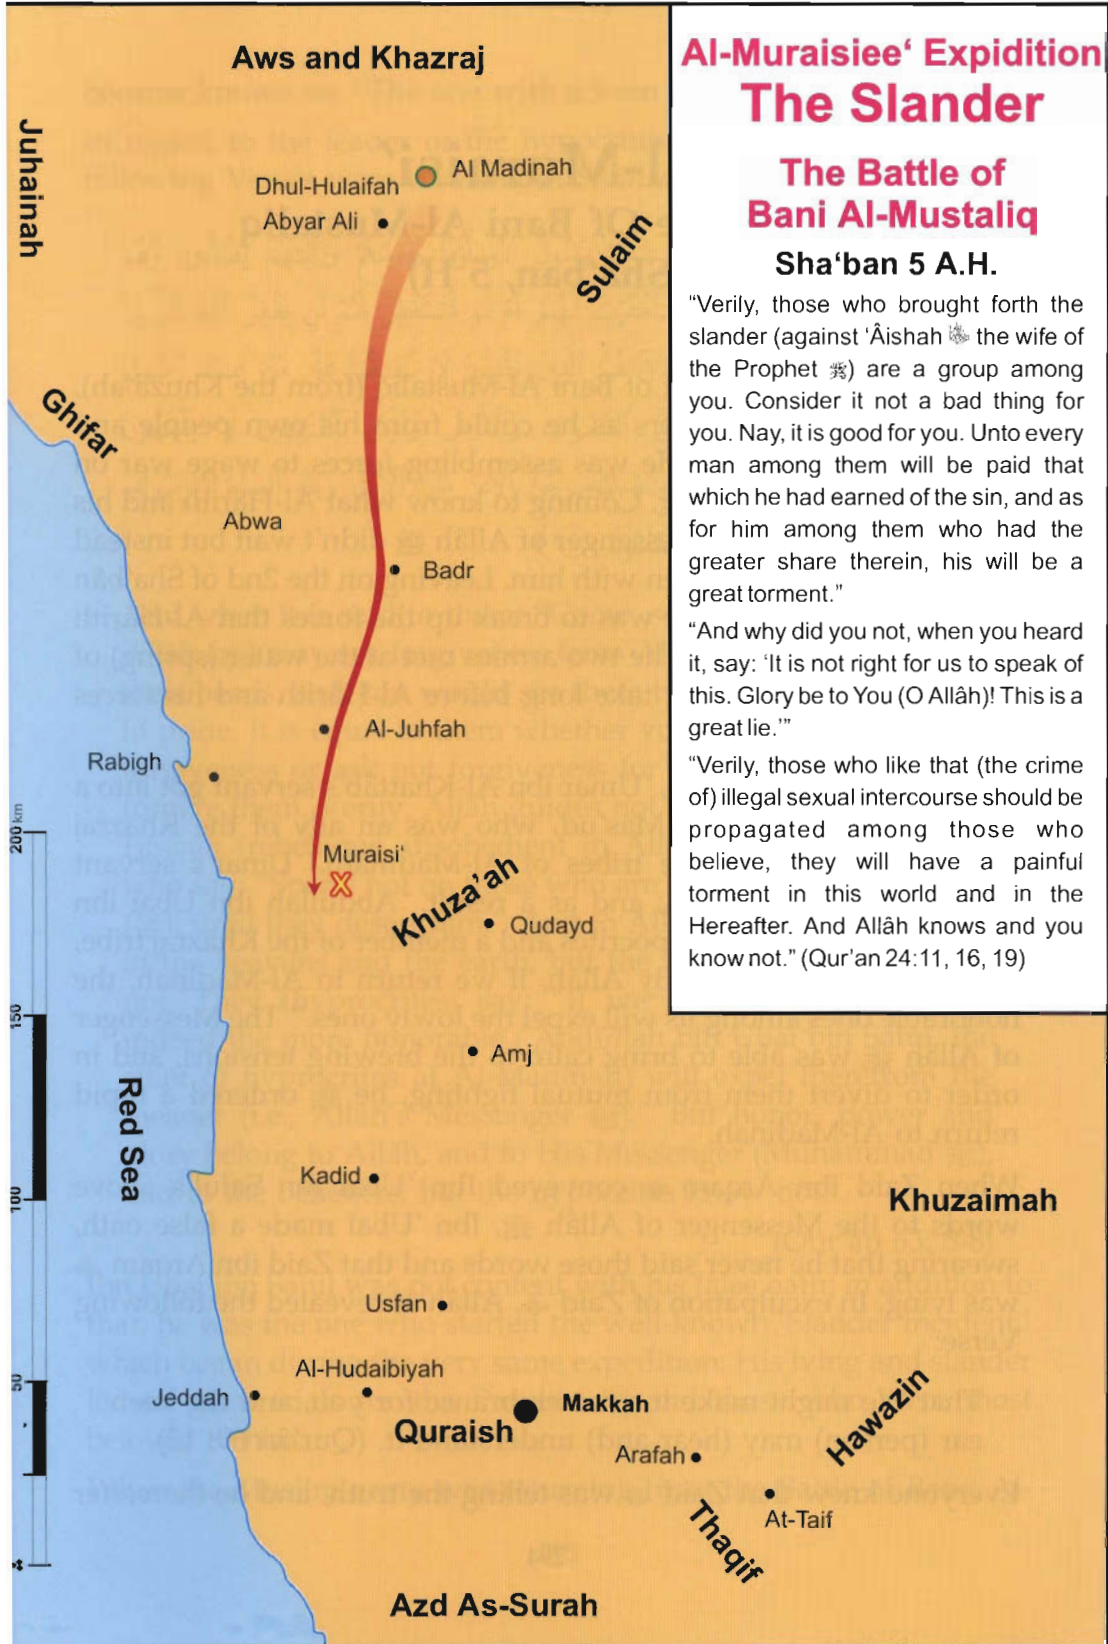 Aws and Khazraj
Juhainah
Al Madinah
Dhul-Hulaifah
Abyar Ali
Sulaim
Ghifar
Abwa
Badr
Al-Juhfah
Rabigh
200 km
Muraisi‘
Khuza’ah
Qudayd
150
Amj
Red Sea
Kadid
100
Khuzaimah
Usfan
Al-Hudaibiyah
50
Jeddah
Makkah
Quraish
Hawazin
Arafah
At-Taif
Thaqif
Azd As-Surah
Al-Muraisiee‘ Expidition
The Slander
The Battle of
Bani Al-Mustaliq
Sha‘ban 5 A.H.
“Verily, those who brought forth the
slander (against ‘Âishah the wife of
the Prophet ﷺ) are a group among
you. Consider it not a bad thing for
you. Nay, it is good for you. Unto every
man among them will be paid that
which he had earned of the sin, and as
for him among them who had the
greater share therein, his will be a
great torment.”
“And why did you not, when you heard
it, say: ‘It is not right for us to speak of
this. Glory be to You (O Allâh)! This is a
great lie.’”
“Verily, those who like that (the crime
of) illegal sexual intercourse should be
propagated among those who
believe, they will have a painful
torment in this world and in the
Hereafter. And Allâh knows and you
know not.” (Qur’an 24:11, 16, 19)